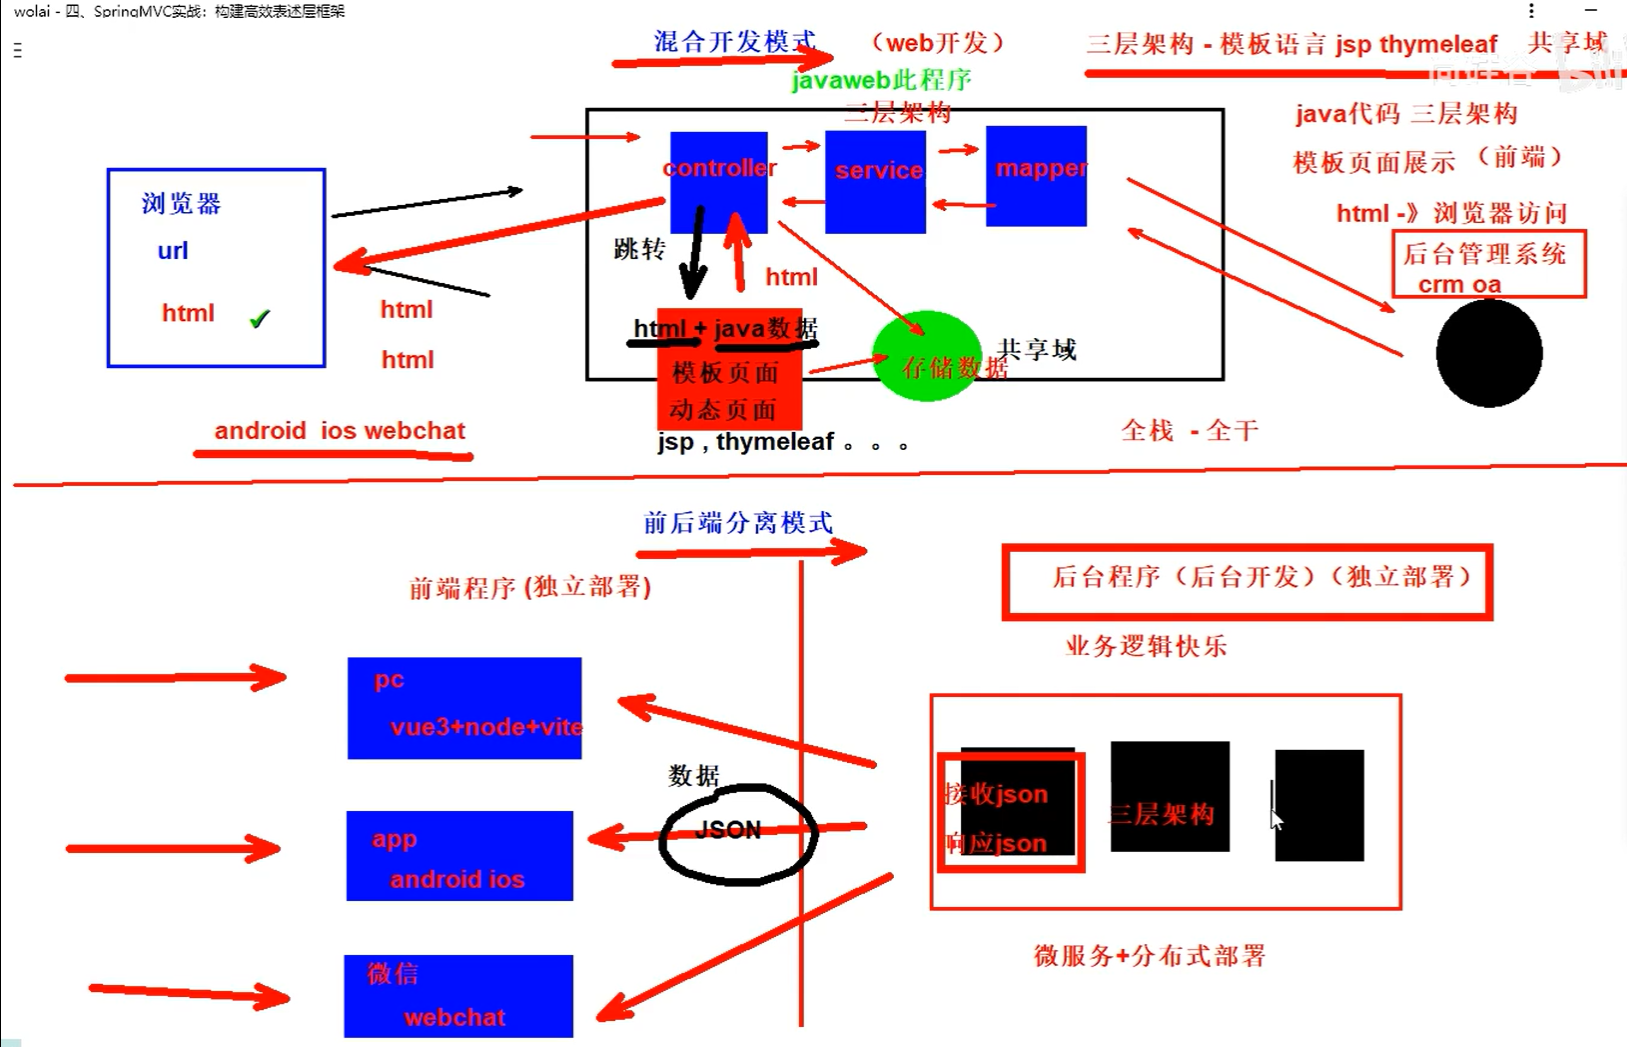 wolai - 四、SpringMVC实战：构建高效表述层框架
混合开发模式
（web开发）
三层架构 - 模板语言 jsp thymeleaf 共享域
javaweb此程序
三层架构
java代码 三层架构
模板页面展示 （前端）
html -》浏览器访问
后台管理系统
crm oa
浏览器
url
html
html
html
controller
service
mapper
跳转
html
html + java数据
模板页面
动态页面
jsp , thymeleaf 。。。
存储数据
共享域
android ios webchat
全栈 - 全干
前后端分离模式
前端程序 (独立部署)
后台程序（后台开发）（独立部署）
业务逻辑快乐
pc
vue3+node+vite
数据
JSON
app
android ios
微信
webchat
接收json
响应json
三层架构
微服务+分布式部署